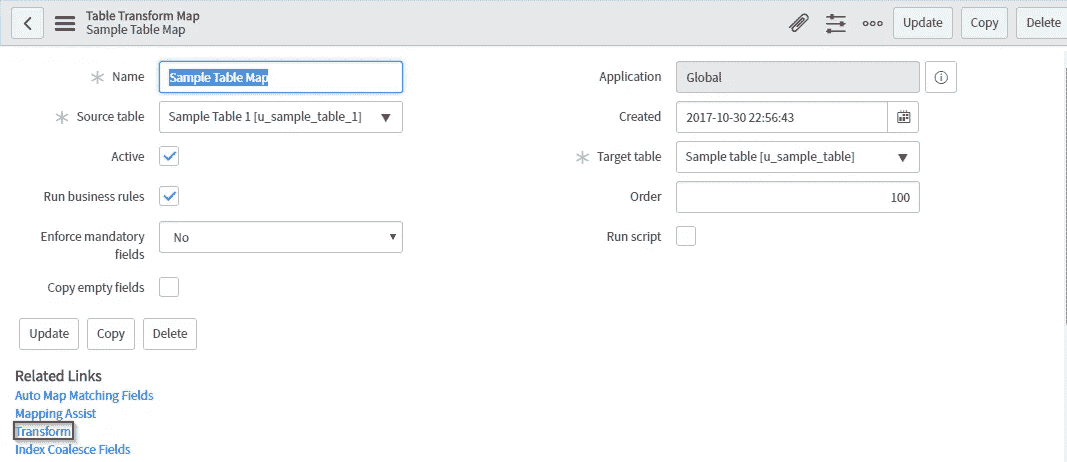 Table Transform Map
Sample Table Map
Update
Copy
Delete
Name
Sample Table Map
Application
Global
Source table
Sample Table 1 [u_sample_table_1]
Created
2017-10-30 22:56:43
Active
Target table
Sample table [u_sample_table]
Run business rules
Order
100
Enforce mandatory
fields
No
Run script
Copy empty fields
Update
Copy
Delete
Related Links
Auto Map Matching Fields
Mapping Assist
Transform
Index Coalesce Fields